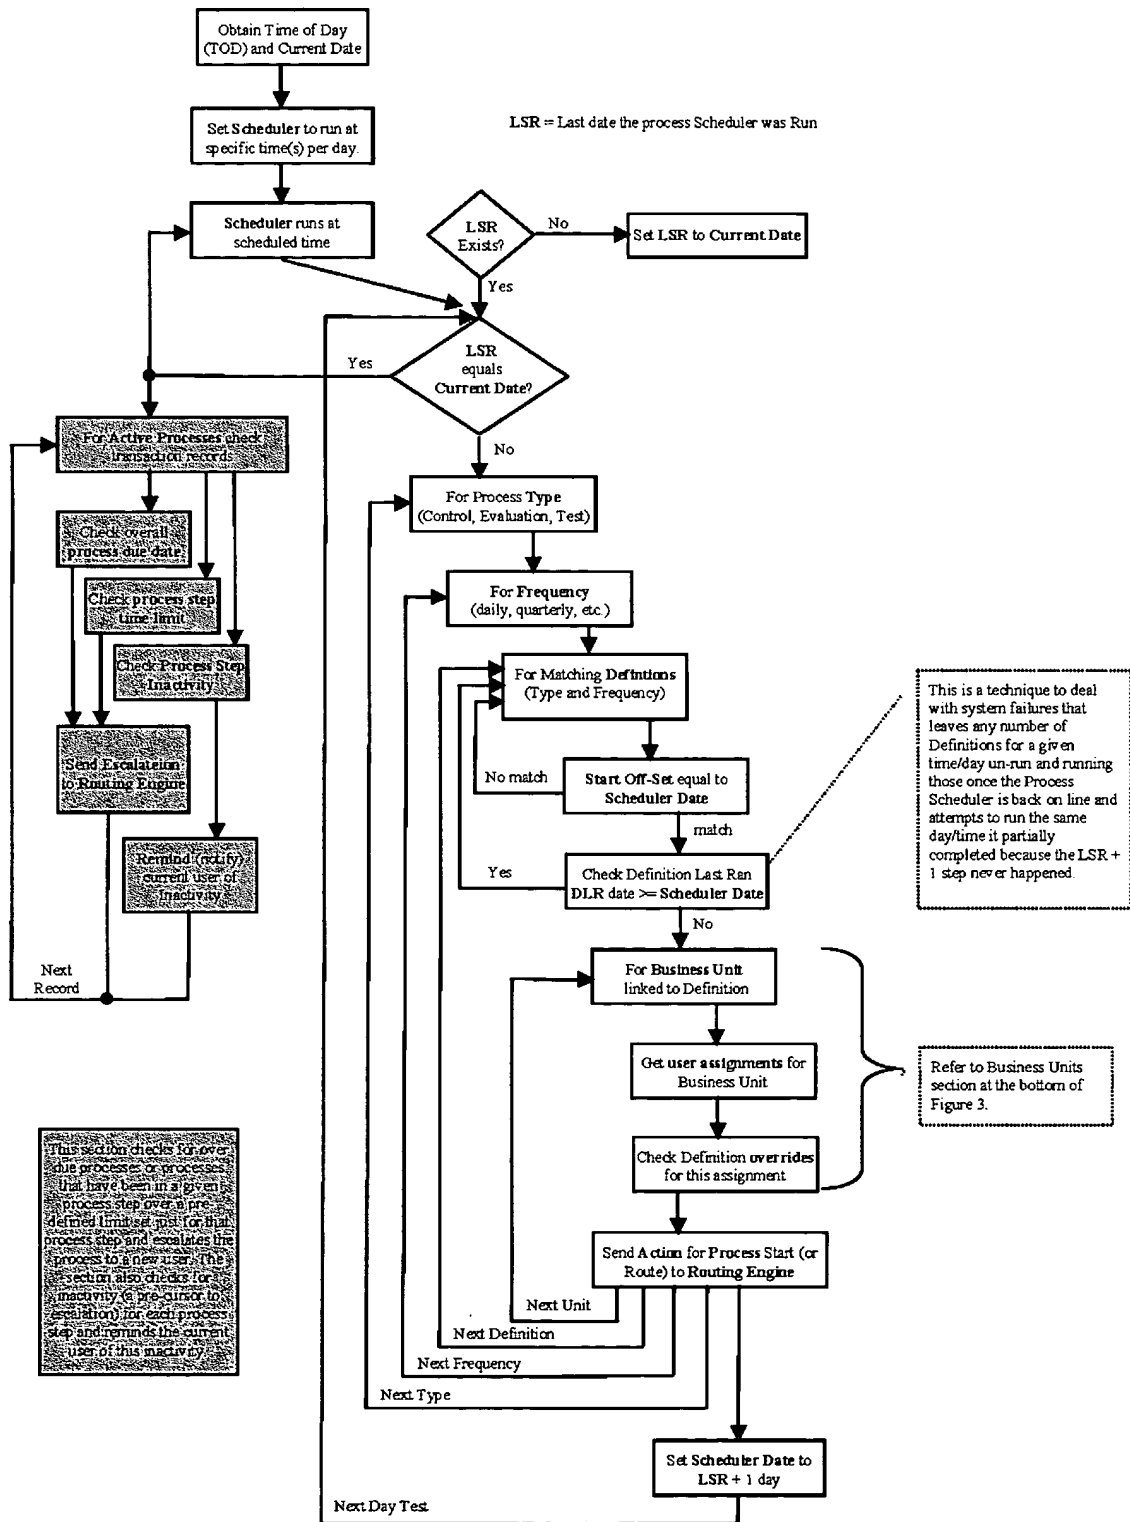 Obtain Time of Day
(TOD) and Current Date
Set Scheduler to run at
specific time(s) per day.
LSR = Last date the process Scheduler was Run
Scheduler runs at
scheduled time
LSR
Exists?
No
Set LSR to Current Date
Yes
LSR
equals
Current Date?
Yes
No
For Active Processes check
transaction records
Check overall
process due date
Check process step
time limit
Check Process Step
Inactivity
Send Escalateion
to Routing Engine
Remind (notify)
current user of
Inactivity
Next
Record
For Process Type
(Control, Evaluation, Test)
For Frequency
(daily, quarterly, etc.)
For Matching Definitions
(Type and Frequency)
No match
Start Off-Set equal to
Scheduler Date
match
Yes
Check Definition Last Ran
DLR date >= Scheduler Date
No
This is a technique to deal
with system failures that
leaves any number of
Definitions for a given
time/day un-run and running
those once the Process
Scheduler is back on line and
attempts to run the same
day/time it partially
completed because the LSR +
1 step never happened.
For Business Unit
linked to Definition
Get user assignments for
Business Unit
Check Definition overrides
for this assignment
Refer to Business Units
section at the bottom of
Figure 3.
Send Action for Process Start (or
Route) to Routing Engine
Next Unit
Next Definition
Next Frequency
Next Type
Set Scheduler Date to
LSR + 1 day
Next Day Test
This section checks for over
due processes or processes
that have been in a given
process step over a pre-
defined limit set just for that
process step and escalates the
process to a new user. The
section also checks for
inactivity (a pre-cursor to
escalation) for each process
step and reminds the current
user of this inactivity.